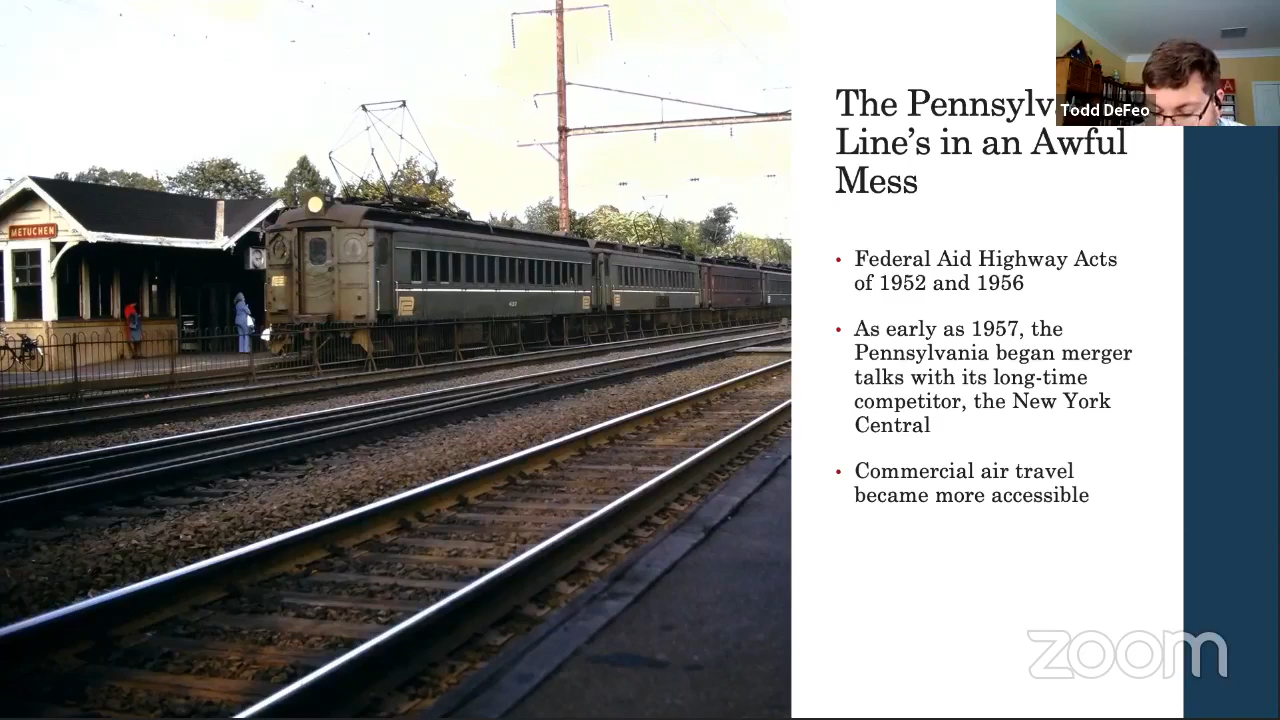 The Pennsylv
Line's in an Awful
Mess
Todd DeFeo
METUCHEN
• Federal Aid Highway Acts
of 1952 and 1956
• As early as 1957, the
Pennsylvania began merger
talks with its long-time
competitor, the New York
Central
• Commercial air travel
became more accessible
zoom